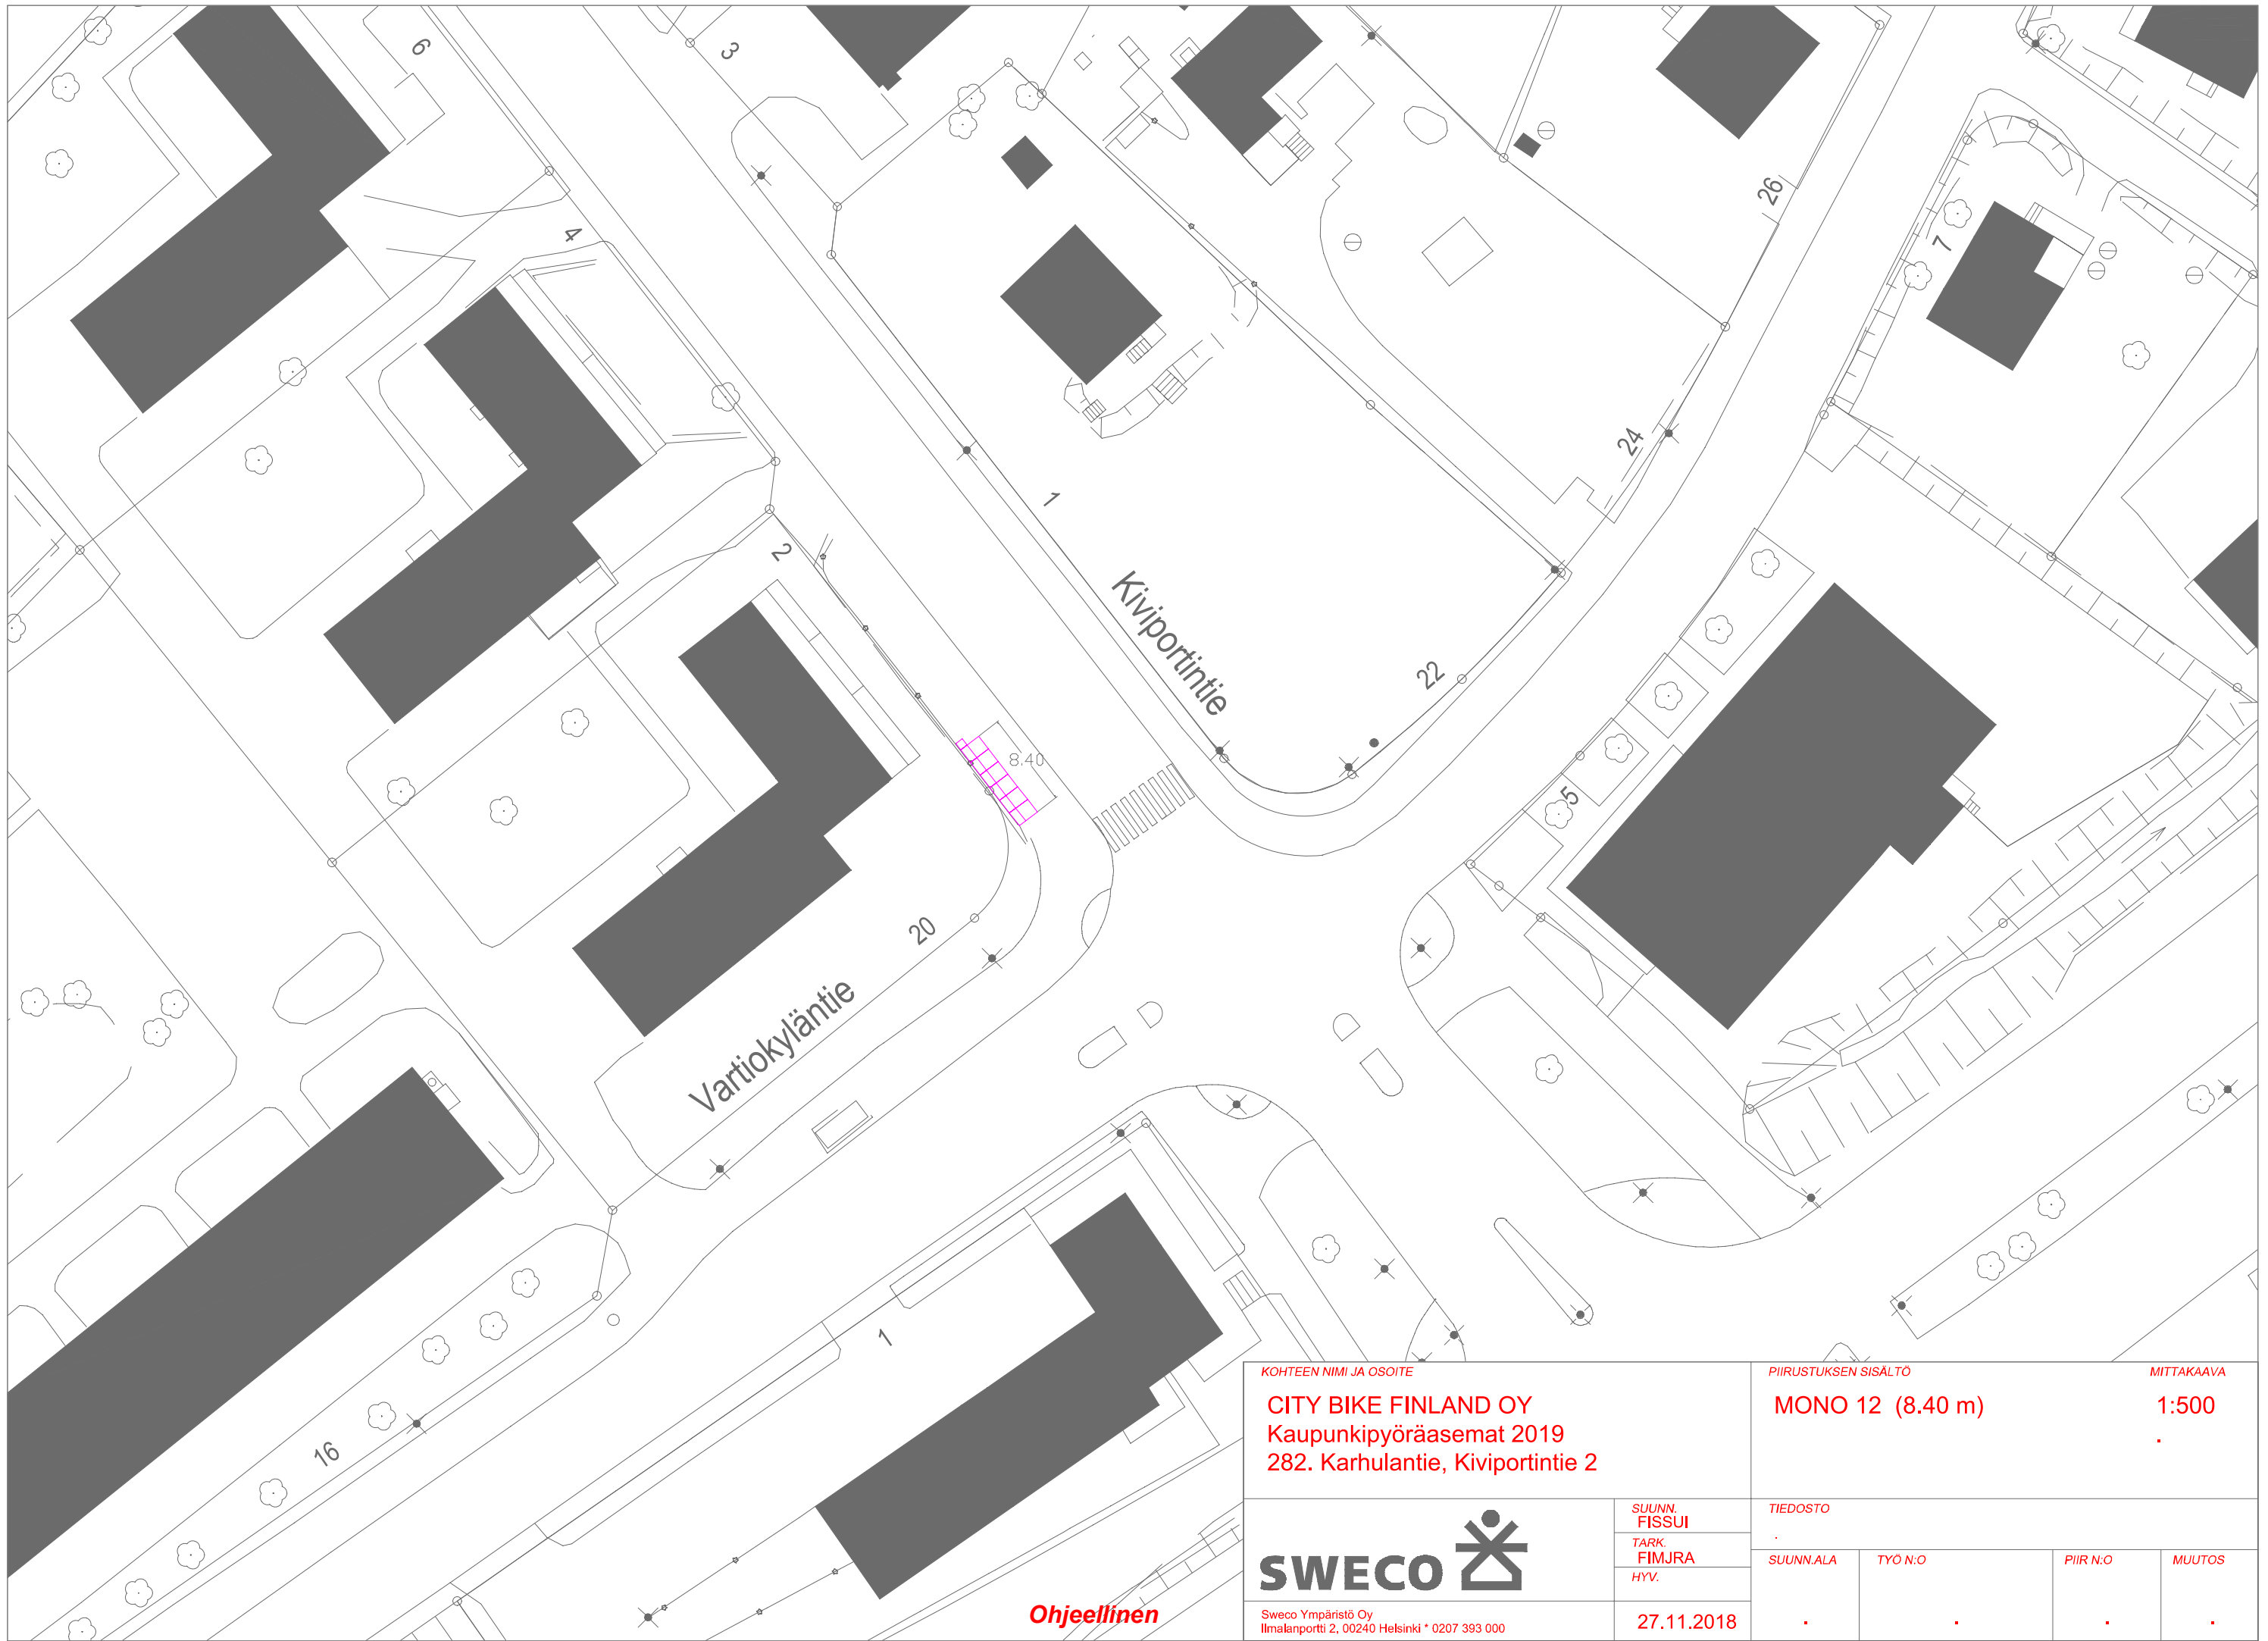 6
3
4
26
7
24
1
2
Kiviportintie
22
8.40
5
20
Vartiokyläntie
1
16
Ohjeellinen
KOHTEEN NIMI JA OSOITE
CITY BIKE FINLAND OY
Kaupunkipyöräasemat 2019
282. Karhulantie, Kiviportintie 2
PIIRUSTUKSEN SISÄLTÖ
MITTAKAAVA
MONO 12 (8.40 m)
1:500
.
SWECO
SUUNN.
FISSUI
TARK.
FIMJRA
HYV.
TIEDOSTO
.
SUUNN.ALA
TYÖ N:O
PIIR N:O
MUUTOS
Sweco Ympäristö Oy
Ilmalanportti 2, 00240 Helsinki * 0207 393 000
27.11.2018
. . . .